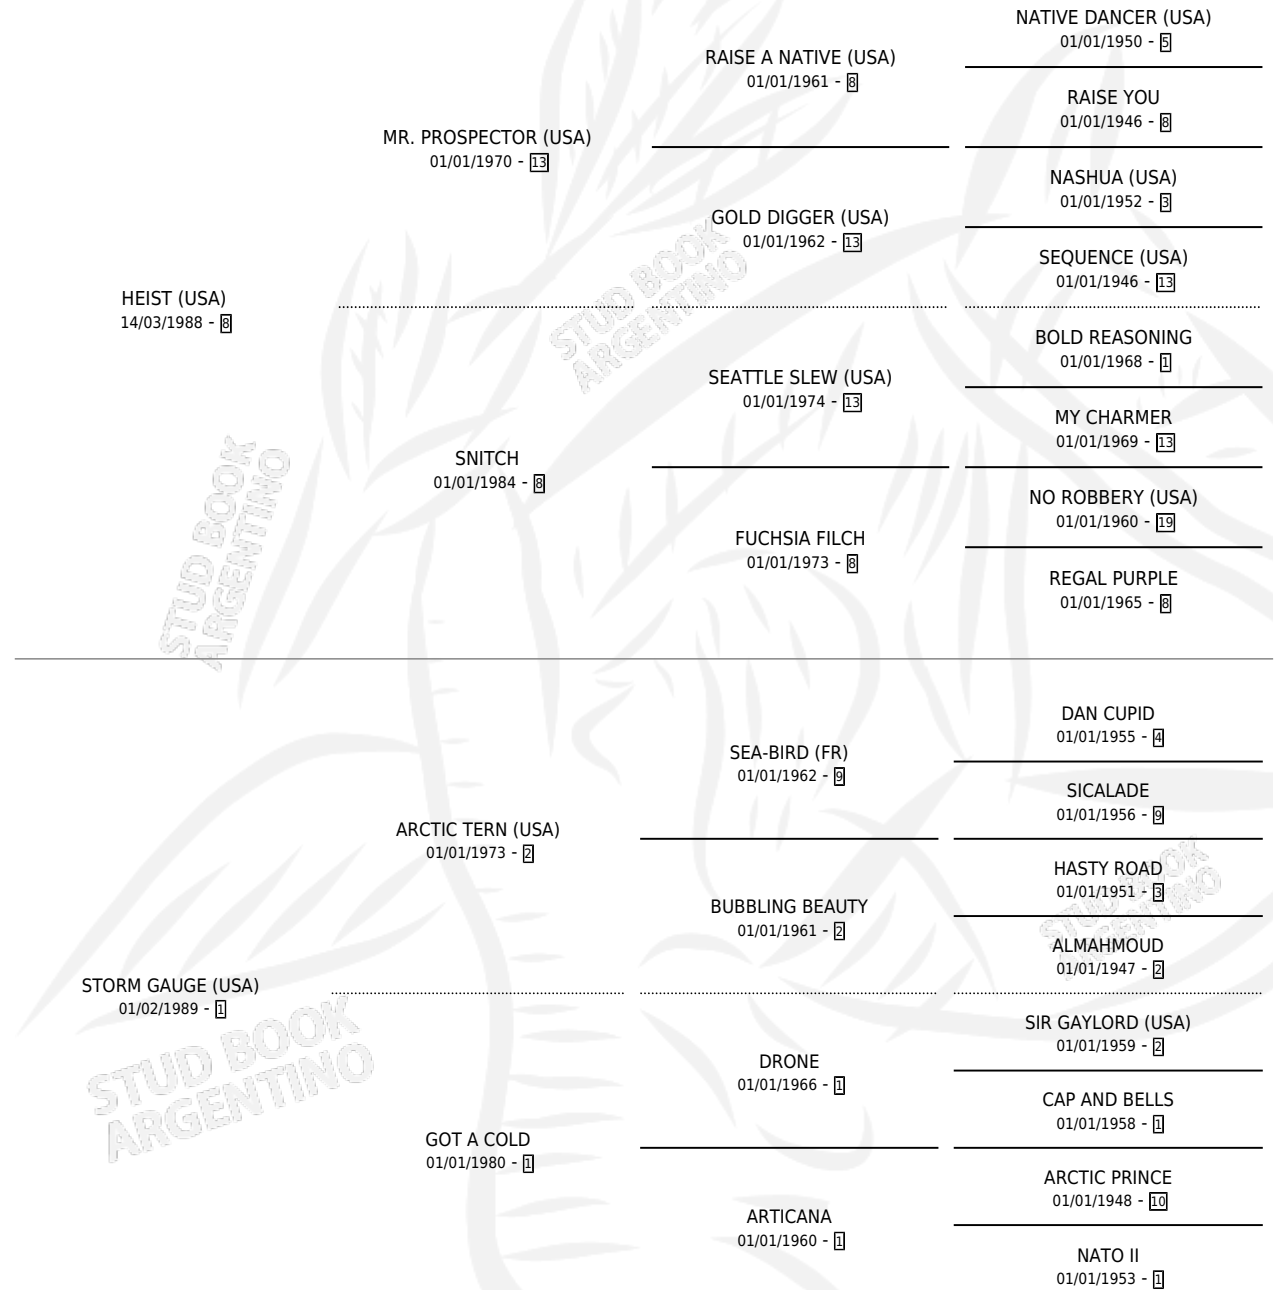 NATIVE DANCER (USA)
01/01/1950 - 5
RAISE A NATIVE (USA)
01/01/1961 - 8
RAISE YOU
01/01/1946 - 8
MR. PROSPECTOR (USA)
01/01/1970 - 13
NASHUA (USA)
01/01/1952 - 3
GOLD DIGGER (USA)
01/01/1962 - 13
SEQUENCE (USA)
01/01/1946 - 13
HEIST (USA)
14/03/1988 - 8
BOLD REASONING
01/01/1968 - 1
SEATTLE SLEW (USA)
01/01/1974 - 13
MY CHARMER
01/01/1969 - 13
SNITCH
01/01/1984 - 8
NO ROBBERY (USA)
01/01/1960 - 19
FUCHSIA FILCH
01/01/1973 - 8
REGAL PURPLE
01/01/1965 - 8
DAN CUPID
01/01/1955 - 4
SEA-BIRD (FR)
01/01/1962 - 9
SICALADE
01/01/1956 - 9
ARCTIC TERN (USA)
01/01/1973 - 2
HASTY ROAD
01/01/1951 - 3
BUBBLING BEAUTY
01/01/1961 - 2
ALMAHMOUD
01/01/1947 - 2
STORM GAUGE (USA)
01/02/1989 - 1
SIR GAYLORD (USA)
01/01/1959 - 2
DRONE
01/01/1966 - 1
CAP AND BELLS
01/01/1958 - 1
GOT A COLD
01/01/1980 - 1
ARCTIC PRINCE
01/01/1948 - 10
ARTICANA
01/01/1960 - 1
NATO II
01/01/1953 - 1
STUD BOOK
ARGENTINO
STUD BOOK
ARGENTINO
STUD BOOK
ARGENTINO
STUD BOOK
ARGENTINO